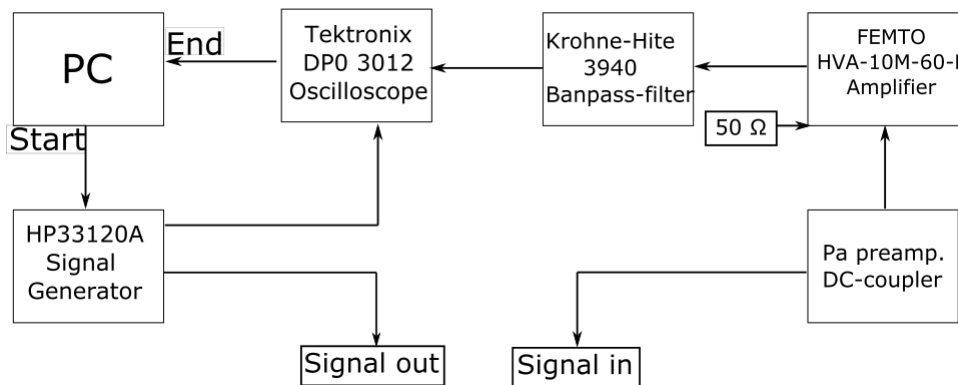 PC
End
Start
Tektronix
DP0 3012
Oscilloscope
Krohne-Hite
3940
Banpass-filter
FEMTO
HVA-10M-60-
Amplifier
50 Ω
HP33120A
Signal
Generator
Pa preamp.
DC-coupler
Signal out
Signal in